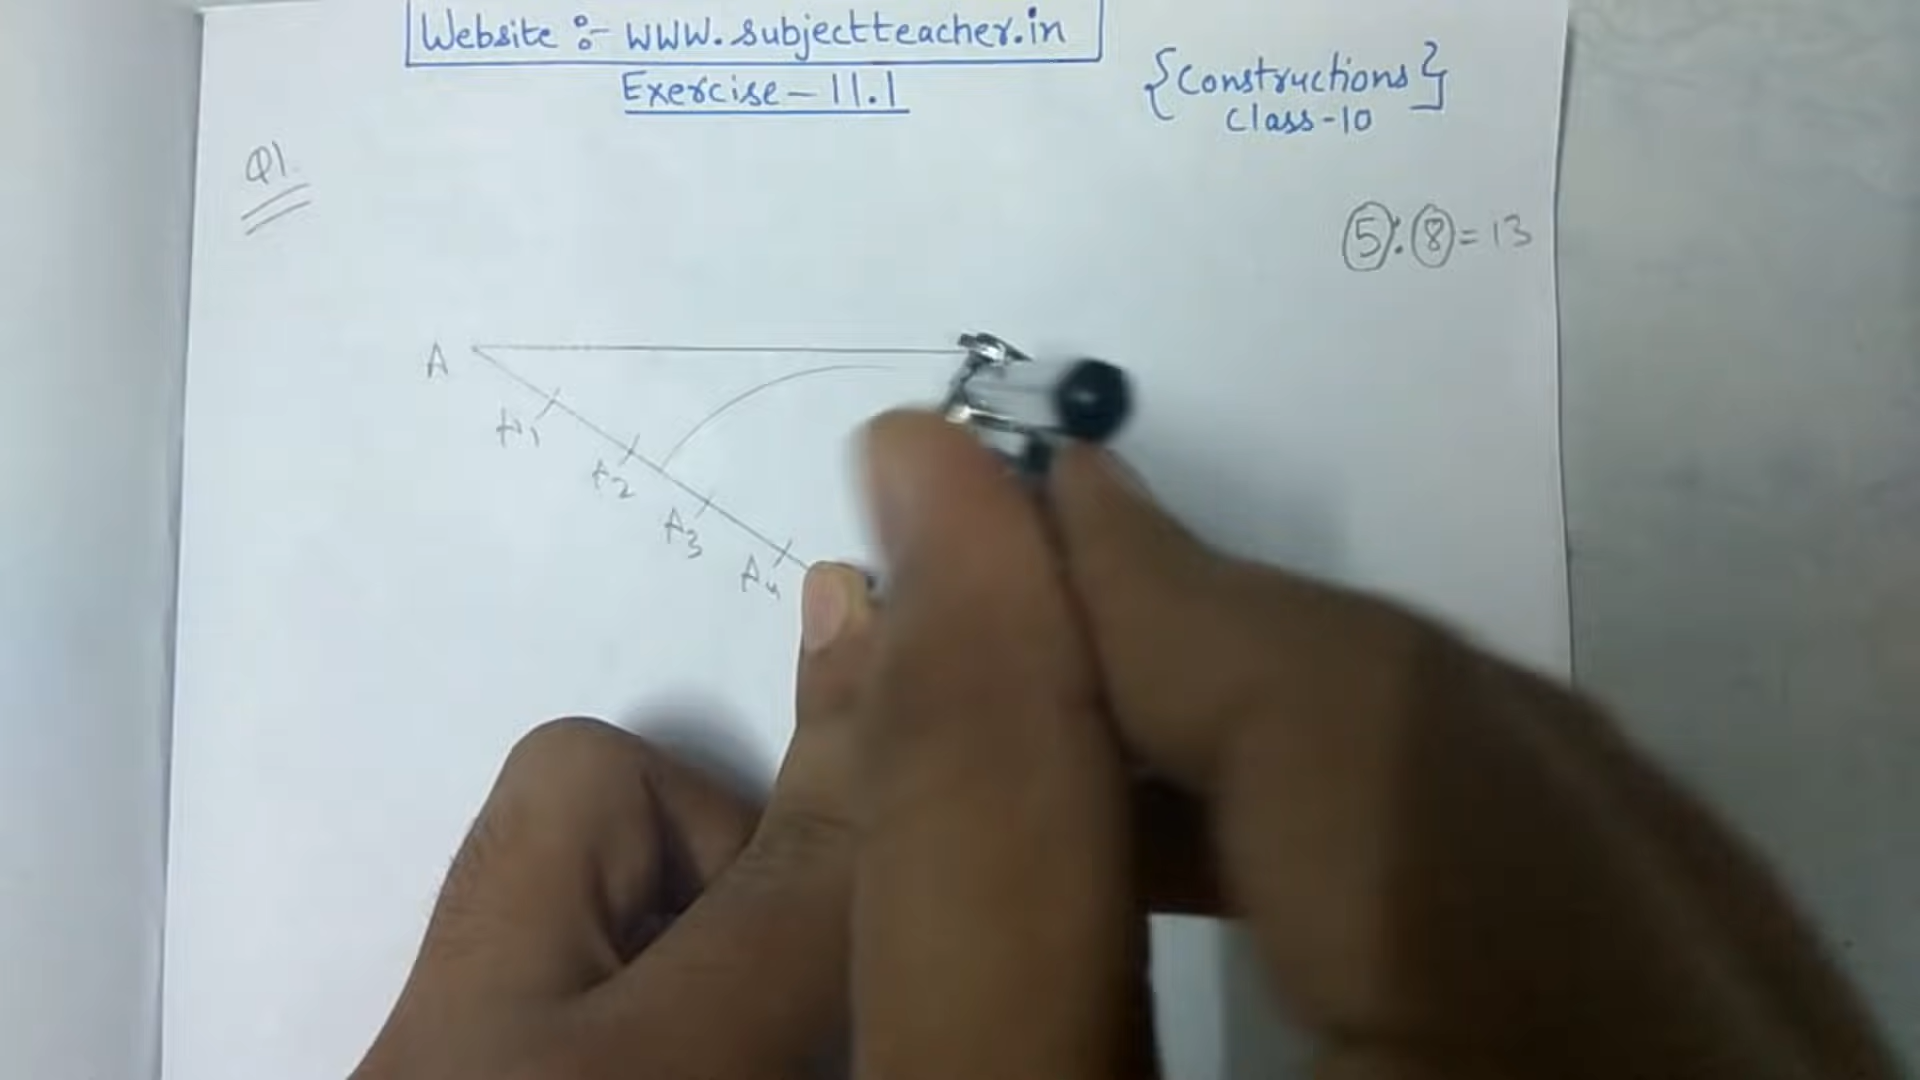 Website :- www.subjectteacher.in
Exercise - 11.1
{Constructions}
Class-10
Q1.
5:8=13
A
A1
A2
A3
A4